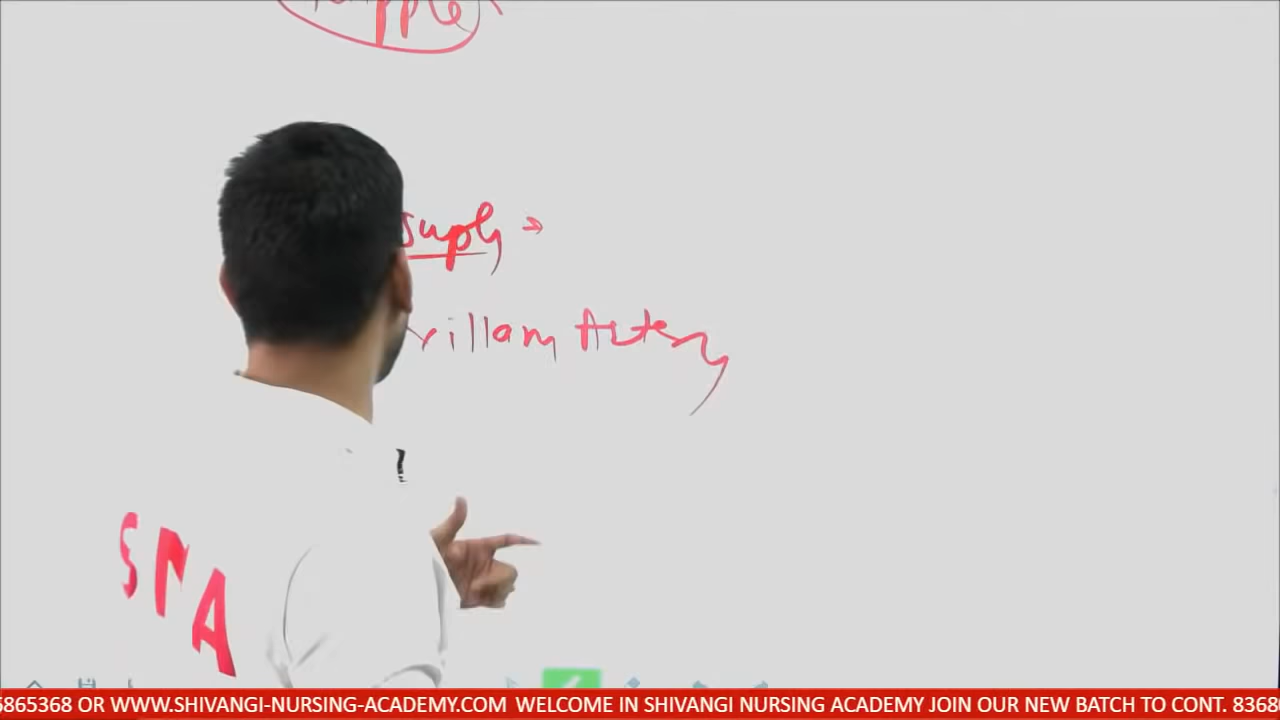 suply →
xillary Artery
SNA
5865368 OR WWW.SHIVANGI-NURSING-ACADEMY.COM WELCOME IN SHIVANGI NURSING ACADEMY JOIN OUR NEW BATCH TO CONT. 8368